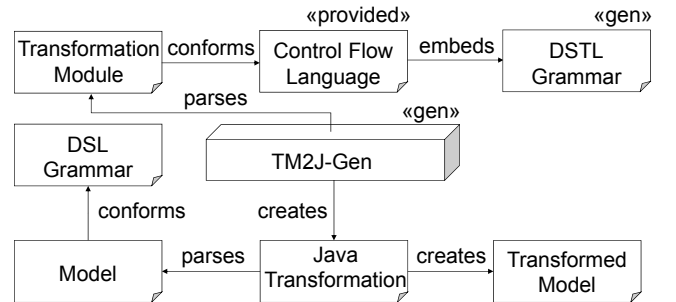 «provided»
«gen»
Transformation
Module
conforms
Control Flow
Language
embeds
DSTL
Grammar
parses
«gen»
DSL
Grammar
TM2J-Gen
conforms
creates
Model
parses
Java
Transformation
creates
Transformed
Model